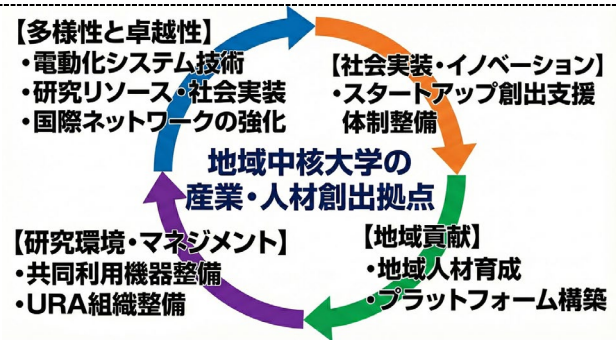 【多様性と卓越性】
・電動化システム技術
・研究リソース・社会実装
・国際ネットワークの強化
【社会実装・イノベーション】
・スタートアップ創出支援
体制整備
地域中核大学の
産業・人材創出拠点
【研究環境・マネジメント】
・共同利用機器整備
・URA組織整備
【地域貢献】
・地域人材育成
・プラットフォーム構築